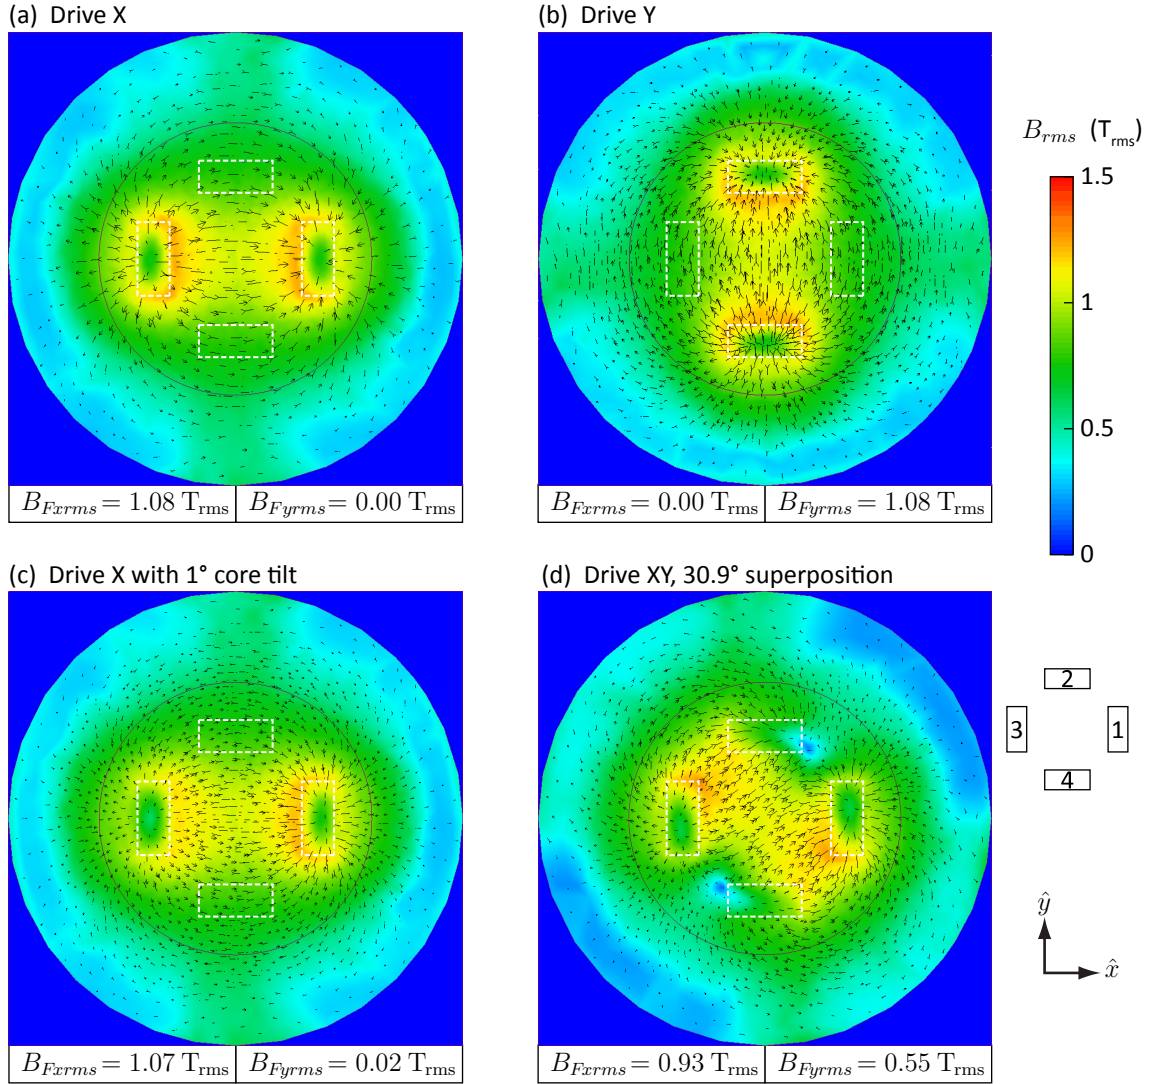 (a) Drive X
(b) Drive Y
B_rms (T_rms)
1.5
1
0.5
0
B_Fxrms = 1.08 T_rms
B_Fyrms = 0.00 T_rms
B_Fxrms = 0.00 T_rms
B_Fyrms = 1.08 T_rms
(c) Drive X with 1° core tilt
(d) Drive XY, 30.9° superposition
2
3
1
4
ŷ
x̂
B_Fxrms = 1.07 T_rms
B_Fyrms = 0.02 T_rms
B_Fxrms = 0.93 T_rms
B_Fyrms = 0.55 T_rms